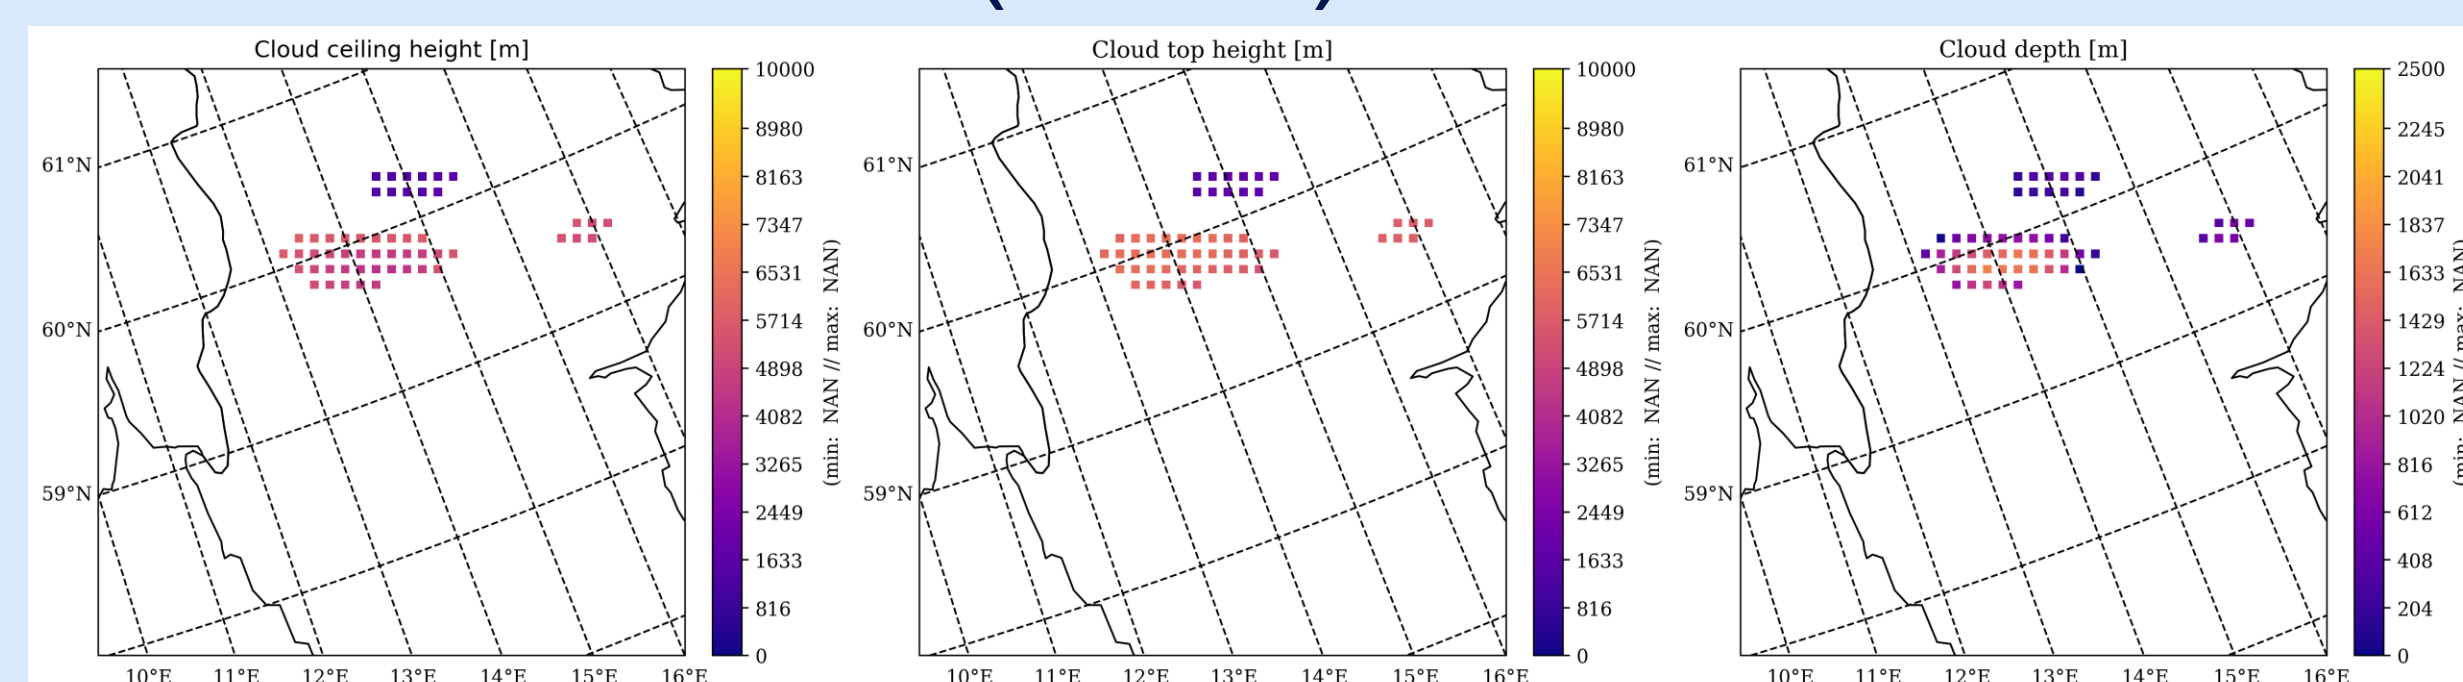 Cloud ceiling height [m]
61°N
60°N
59°N
10°E 11°E 12°E 13°E 14°E 15°E 16°E
10000
8980
8163
7347
6531
5714
4898
4082
3265
2449
1633
816
0
(min: NAN // max: NAN)
Cloud top height [m]
61°N
60°N
59°N
10°E 11°E 12°E 13°E 14°E 15°E 16°E
10000
8980
8163
7347
6531
5714
4898
4082
3265
2449
1633
816
0
(min: NAN // max: NAN)
Cloud depth [m]
61°N
60°N
59°N
10°E 11°E 12°E 13°E 14°E 15°E 16°E
2500
2245
2041
1837
1633
1429
1224
1020
816
612
408
204
0
(min: NAN // max: NAN)